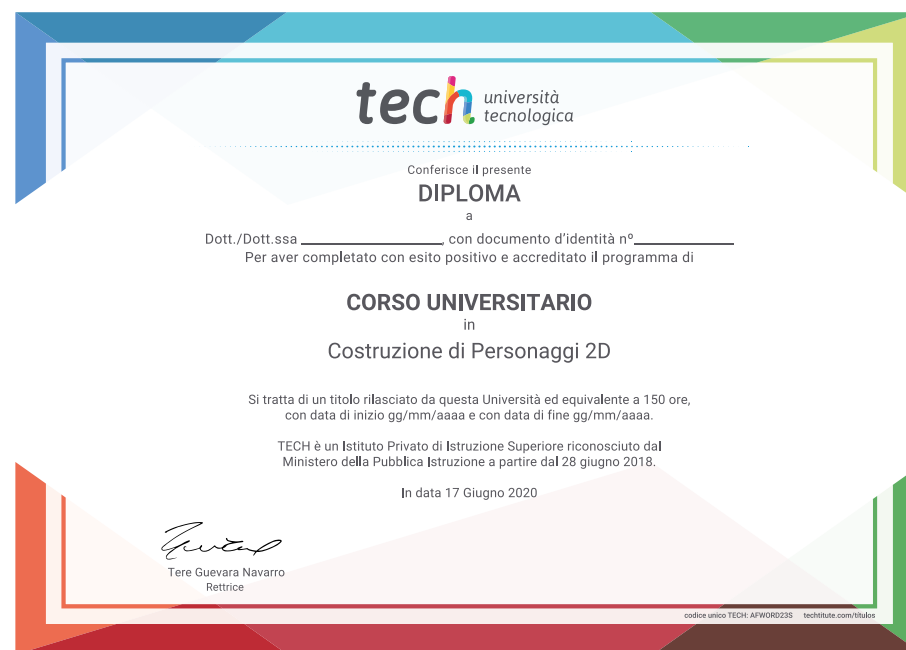 tech università
tecnologica
Conferisce il presente
DIPLOMA
a
Dott./Dott.ssa ________________, con documento d'identità nº___________
Per aver completato con esito positivo e accreditato il programma di
CORSO UNIVERSITARIO
in
Costruzione di Personaggi 2D
Si tratta di un titolo rilasciato da questa Università ed equivalente a 150 ore,
con data di inizio gg/mm/aaaa e con data di fine gg/mm/aaaa.
TECH è un Istituto Privato di Istruzione Superiore riconosciuto dal
Ministero della Pubblica Istruzione a partire dal 28 giugno 2018.
In data 17 Giugno 2020
Tere Guevara Navarro
Rettrice
codice unico TECH: AFWORD23S techtitute.com/titulos